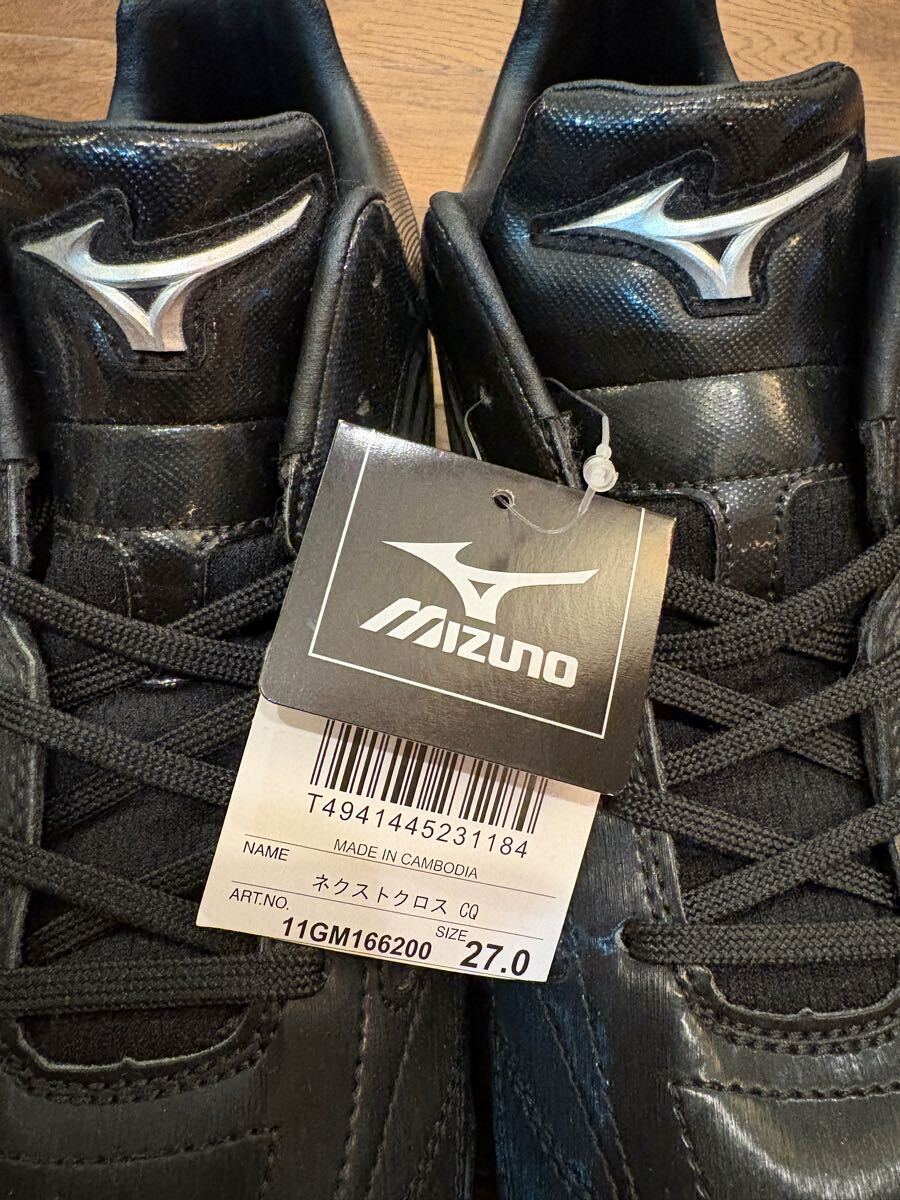 MIZUNO
T4941445231184
MADE IN CAMBODIA
NAME ネクストクロス CQ
ART.NO. 11GM166200 SIZE 27.0